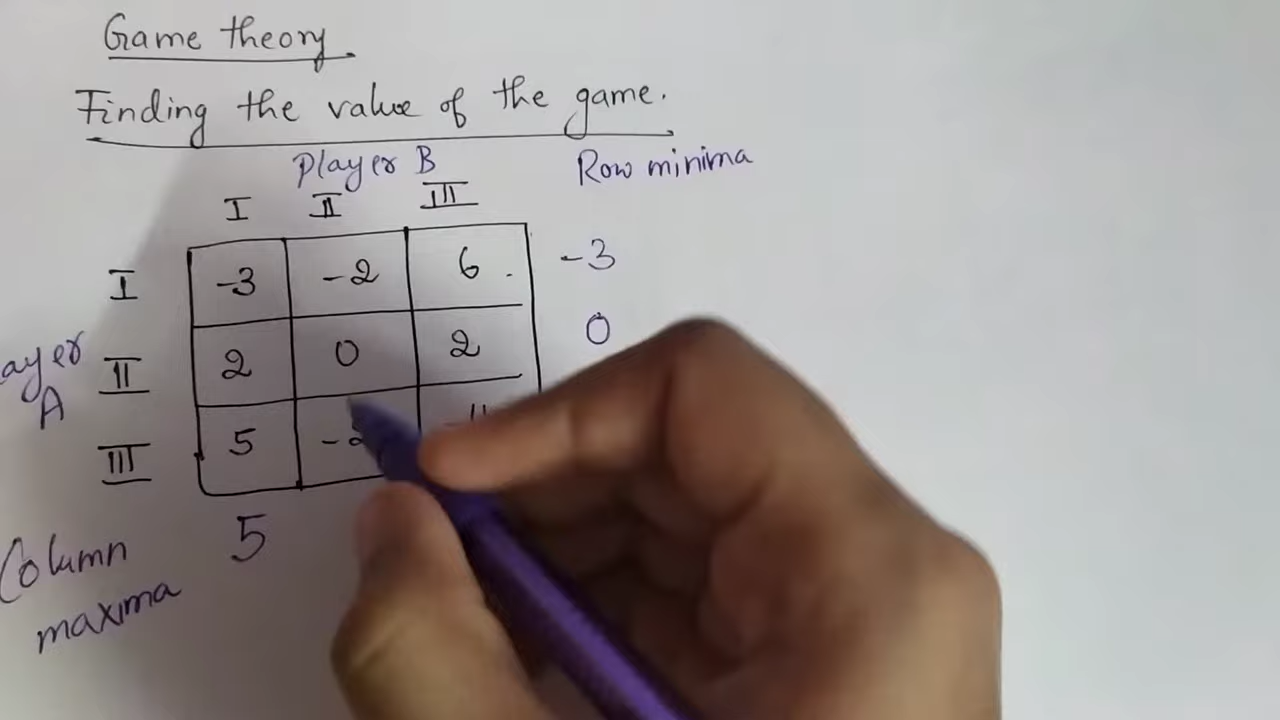 Game theory
Finding the value of the game.
Player B Row minima
I II III
I -3 -2 6 -3
II 2 0 2 0
ayer
A
III 5
Column
maxima
5